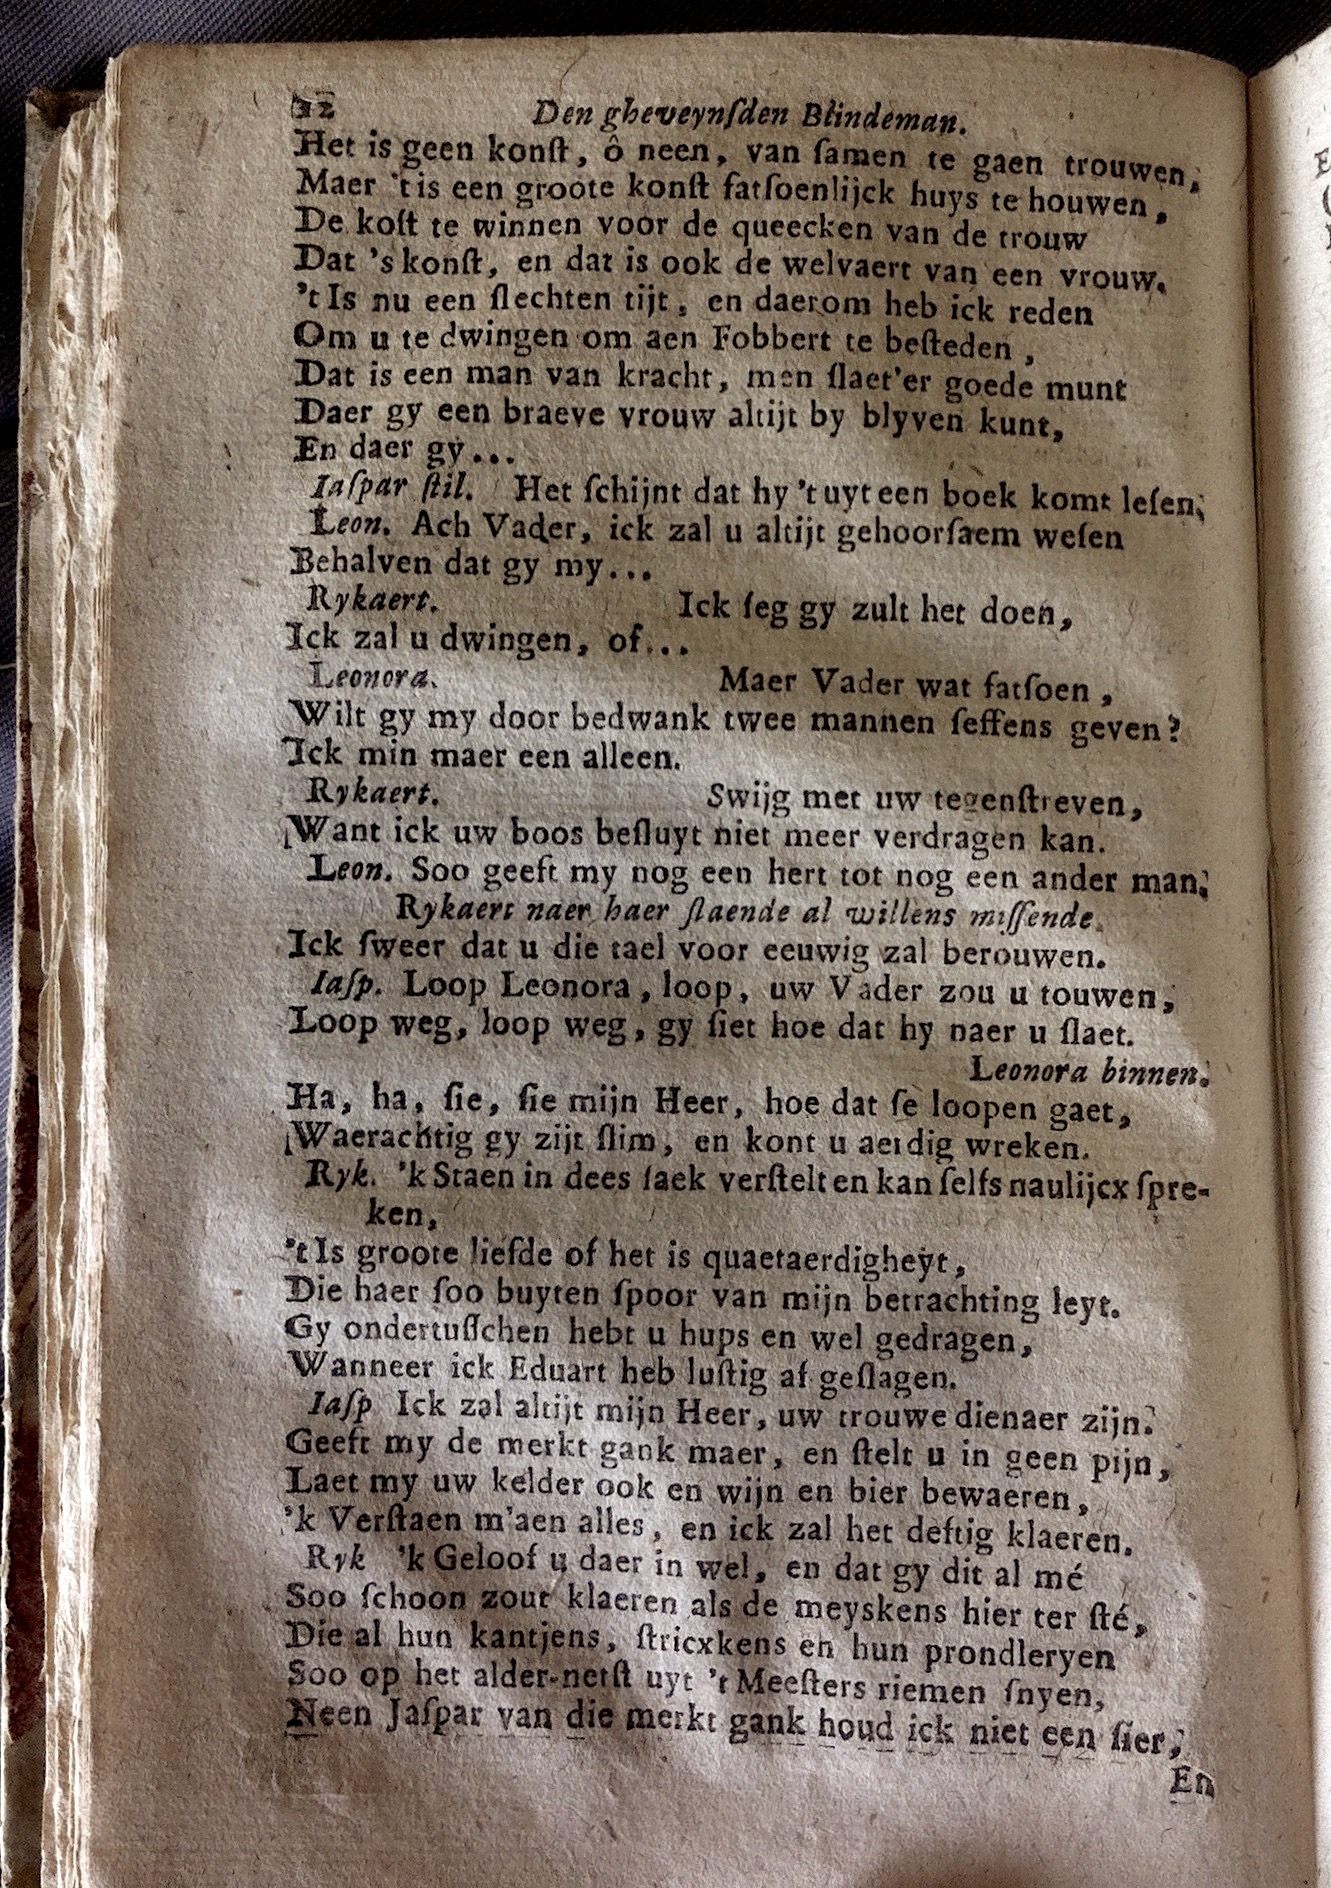 12 Den gheveynſden Blindeman.
Het is geen konſt, ô neen, van ſamen te gaen trouwen,
Maer 't is een groote konſt fatſoenlijck huys te houwen,
De koſt te winnen voor de queecken van de trouw
Dat 's konſt, en dat is ook de welvaert van een vrouw.
't Is nu een ſlechten tijt, en daerom heb ick reden
Om u te dwingen om aen Fobbert te beſteden,
Dat is een man van kracht, men ſlaet'er goede munt
Daer gy een braeve vrouw altijt by blyven kunt,
En daer gy...
Iaſpar ſtil. Het ſchijnt dat hy 't uyt een boek komt leſen,
Leon. Ach Vader, ick zal u altijt gehoorſaem weſen
Behalven dat gy my...
Rykaert. Ick ſeg gy zult het doen,
Ick zal u dwingen, of...
Leonora. Maer Vader wat fatſoen,
Wilt gy my door bedwank twee mannen ſeffens geven?
Ick min maer een alleen.
Rykaert. Swijg met uw tegenſtreven,
Want ick uw boos beſluyt niet meer verdragen kan.
Leon. Soo geeft my nog een hert tot nog een ander man,
Rykaert naer haer ſlaende al willens miſſende.
Ick ſweer dat u die tael voor eeuwig zal berouwen.
Iaſp. Loop Leonora, loop, uw Vader zou u touwen,
Loop weg, loop weg, gy ſiet hoe dat hy naer u ſlaet.
Leonora binnen.
Ha, ha, ſie, ſie mijn Heer, hoe dat ſe loopen gaet,
Waerachtig gy zijt ſlim, en kont u aerdig wreken.
Ryk. 'k Staen in dees ſaek verſtelt en kan ſelfs naulijcx ſpre-
ken,
't Is groote liefde of het is quaetaerdigheyt,
Die haer ſoo buyten ſpoor van mijn betrachting leyt.
Gy ondertuſſchen hebt u hups en wel gedragen,
Wanneer ick Eduart heb luſtig af geſlagen.
Iaſp Ick zal altijt mijn Heer, uw trouwe dienaer zijn.
Geeft my de merkt gank maer, en ſtelt u in geen pijn,
Laet my uw kelder ook en wijn en bier bewaeren,
'k Verſtaen m'aen alles, en ick zal het deftig klaeren.
Ryk 'k Geloof u daer in wel, en dat gy dit al mé
Soo ſchoon zout klaeren als de meyskens hier ter ſté,
Die al hun kantjens, ſtricxkens en hun prondleryen
Soo op het alder-netſt uyt 't Meeſters riemen ſnyen,
Neen Jaſpar van die merkt gank houd ick niet een ſier,
En